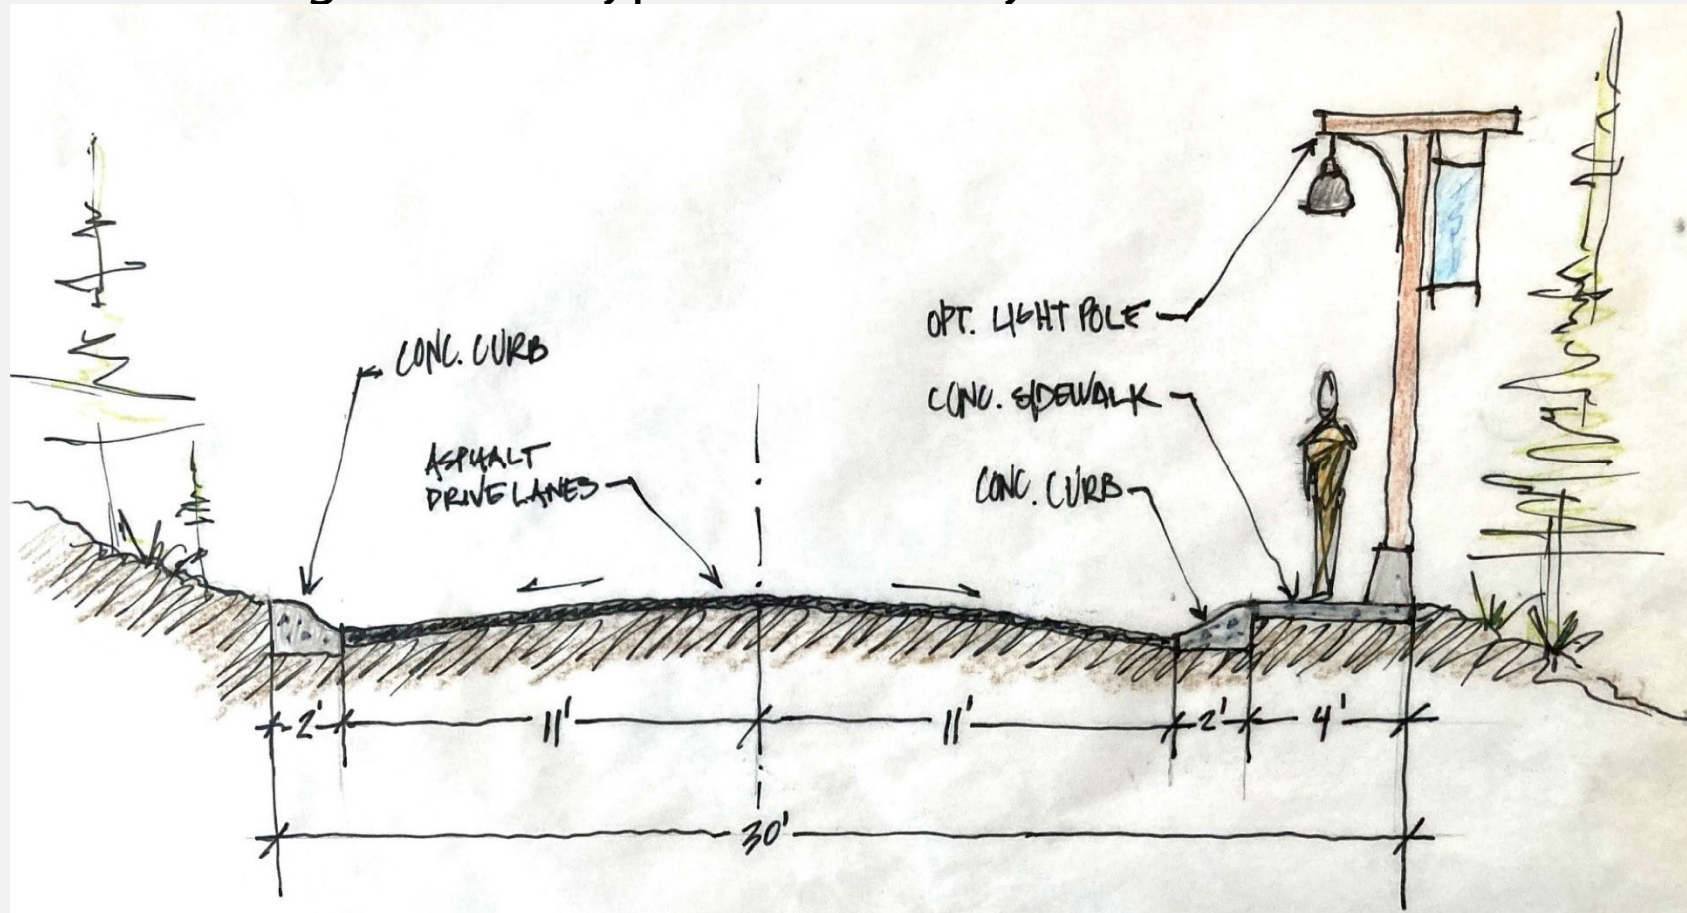 CONC. CURB
ASPHALT
DRIVE LANES
OPT. LIGHT POLE
CONC. SIDEWALK
CONC. CURB
2'
11'
11'
2'
4'
30'